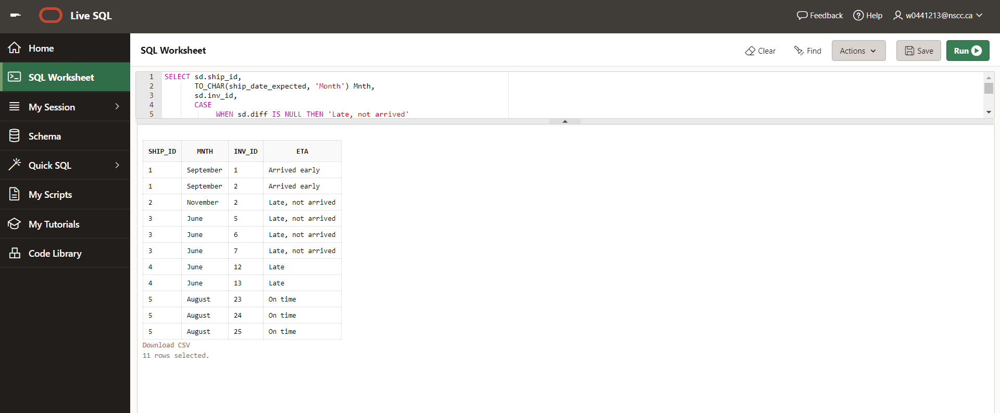 Live SQL
Feedback Help w0441213@nscc.ca
Home
SQL Worksheet
My Session
Schema
Quick SQL
My Scripts
My Tutorials
Code Library
SQL Worksheet
Clear Find Actions Save Run
1 SELECT sd.ship_id,
2 TO_CHAR(ship_date_expected, 'Month') Mnth,
3 sd.inv_id,
4 CASE
5 WHEN sd.diff IS NULL THEN 'Late, not arrived'
SHIP_ID MNTH INV_ID ETA
1 September 1 Arrived early
1 September 2 Arrived early
2 November 2 Late, not arrived
3 June 5 Late, not arrived
3 June 6 Late, not arrived
3 June 7 Late, not arrived
4 June 12 Late
4 June 13 Late
5 August 23 On time
5 August 24 On time
5 August 25 On time
Download CSV
11 rows selected.